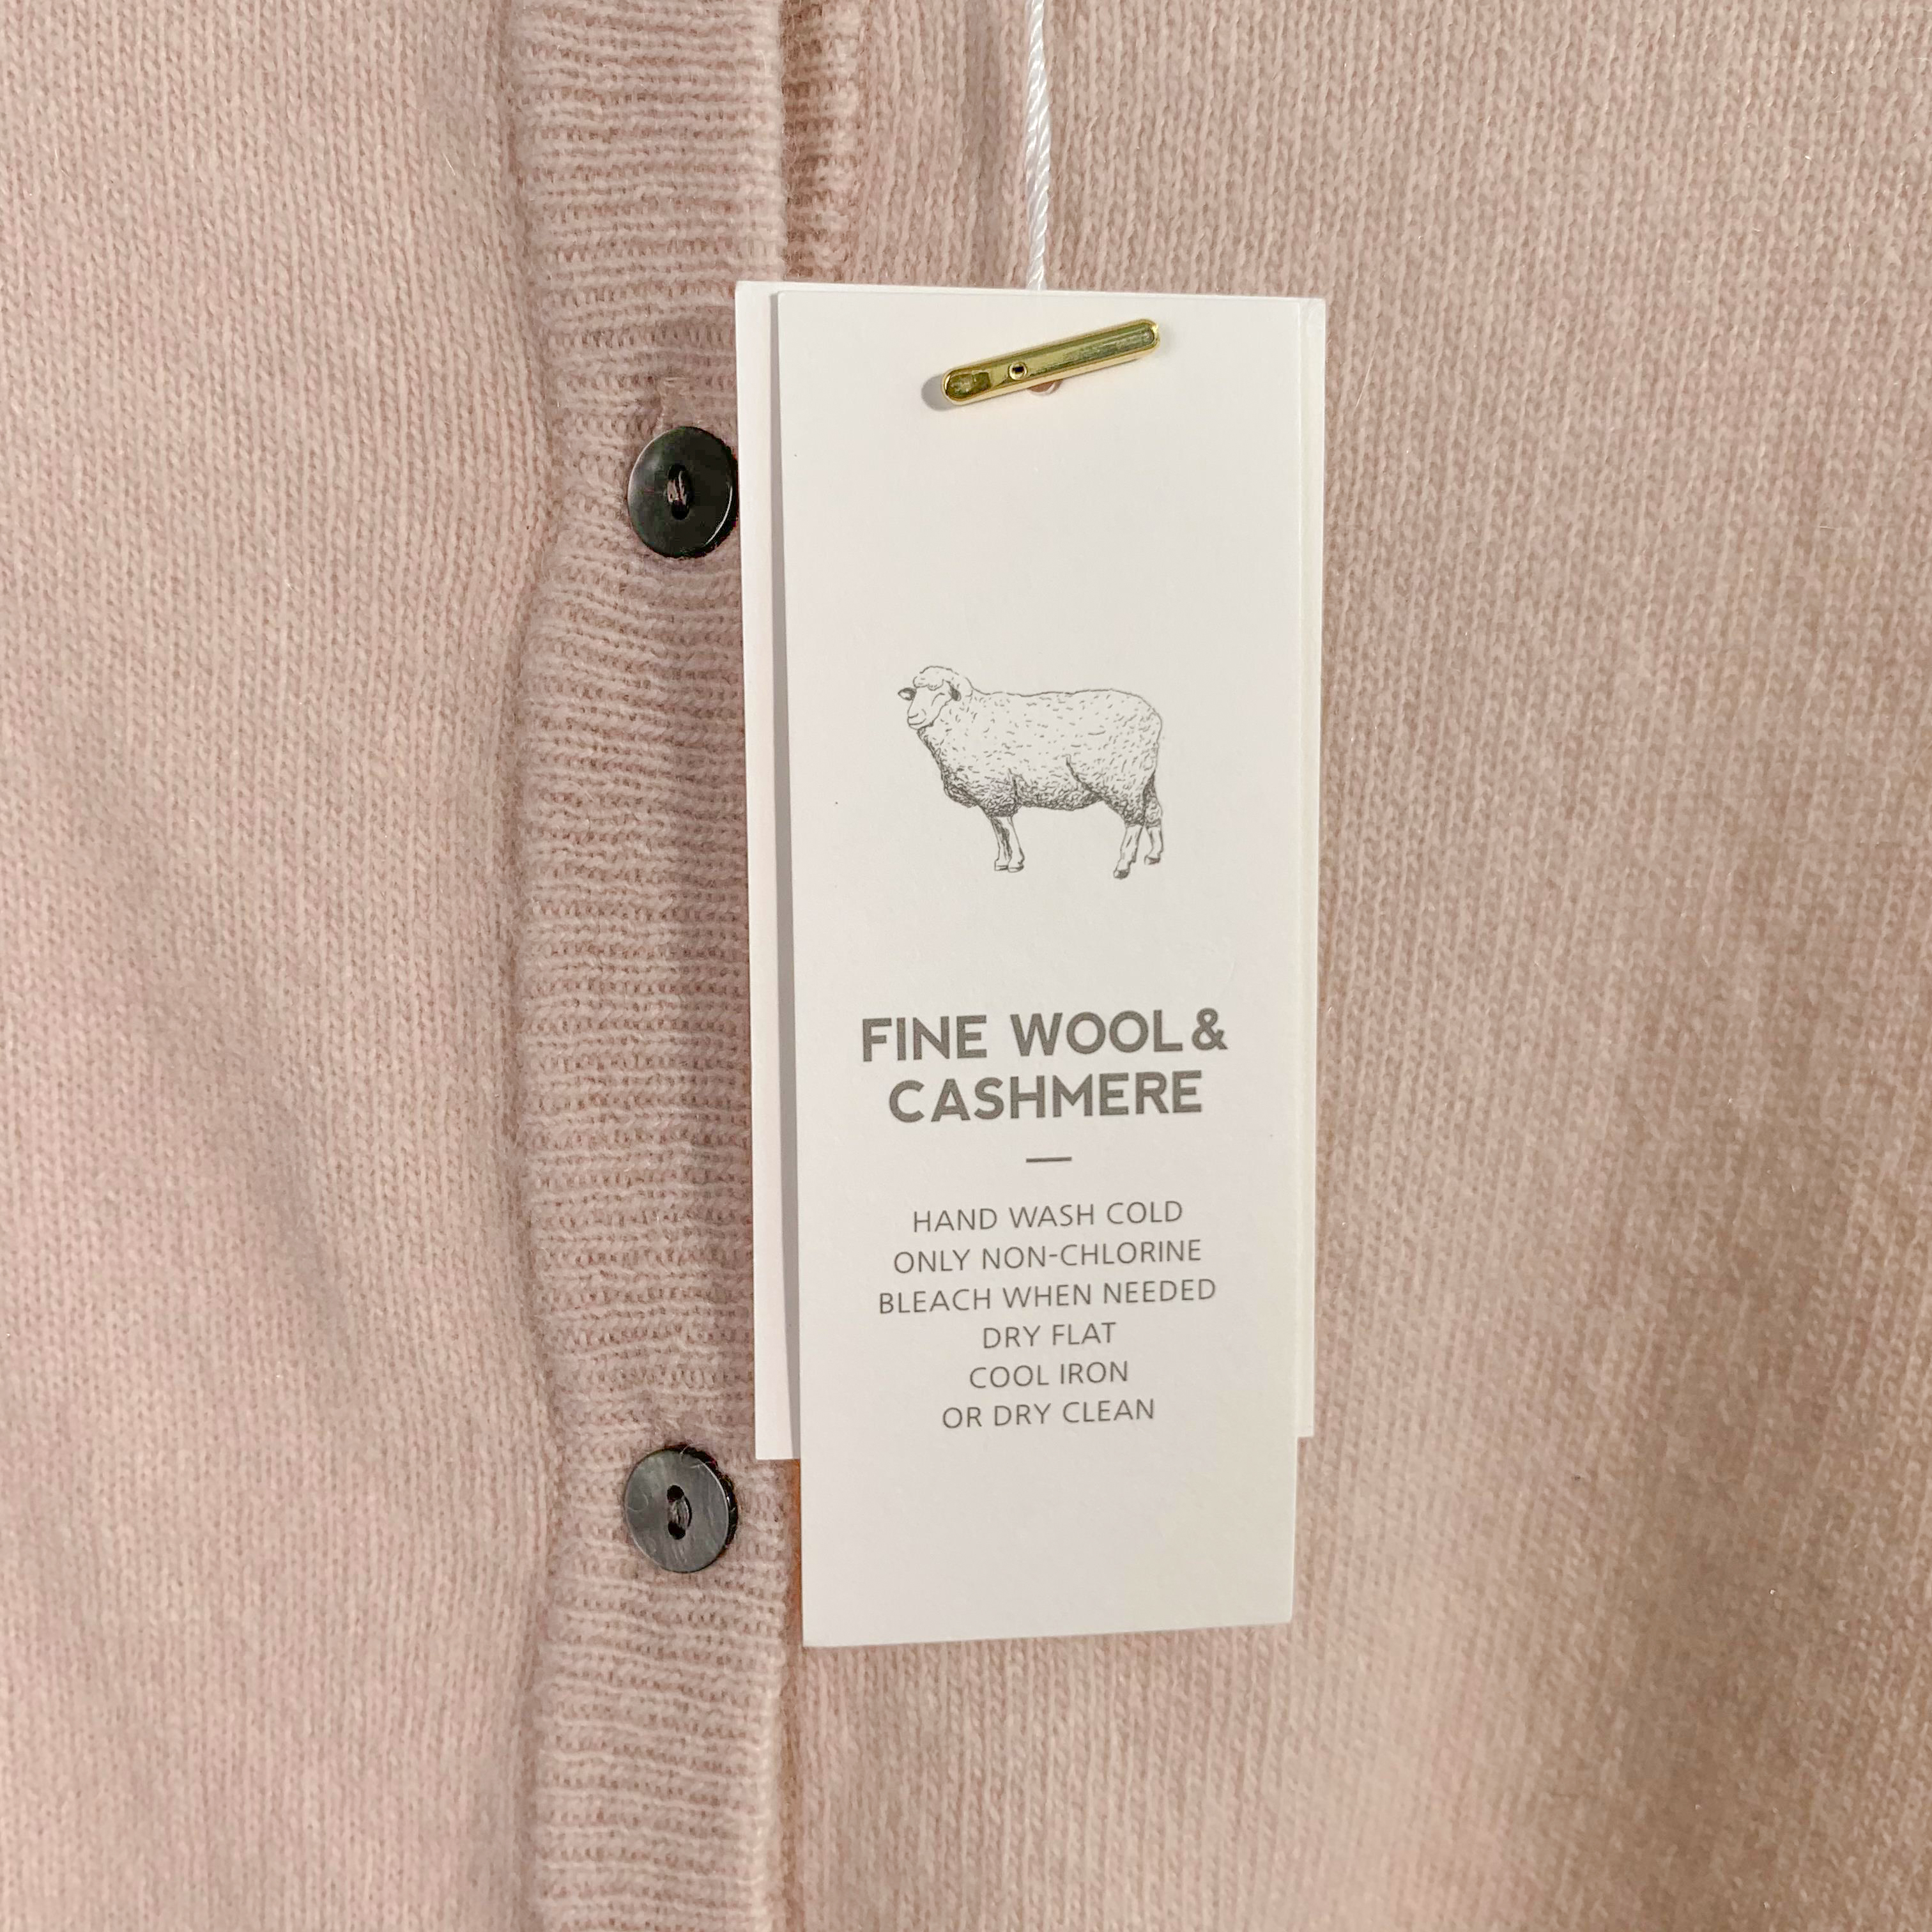 FINE WOOL &
CASHMERE
—
HAND WASH COLD
ONLY NON-CHLORINE
BLEACH WHEN NEEDED
DRY FLAT
COOL IRON
OR DRY CLEAN